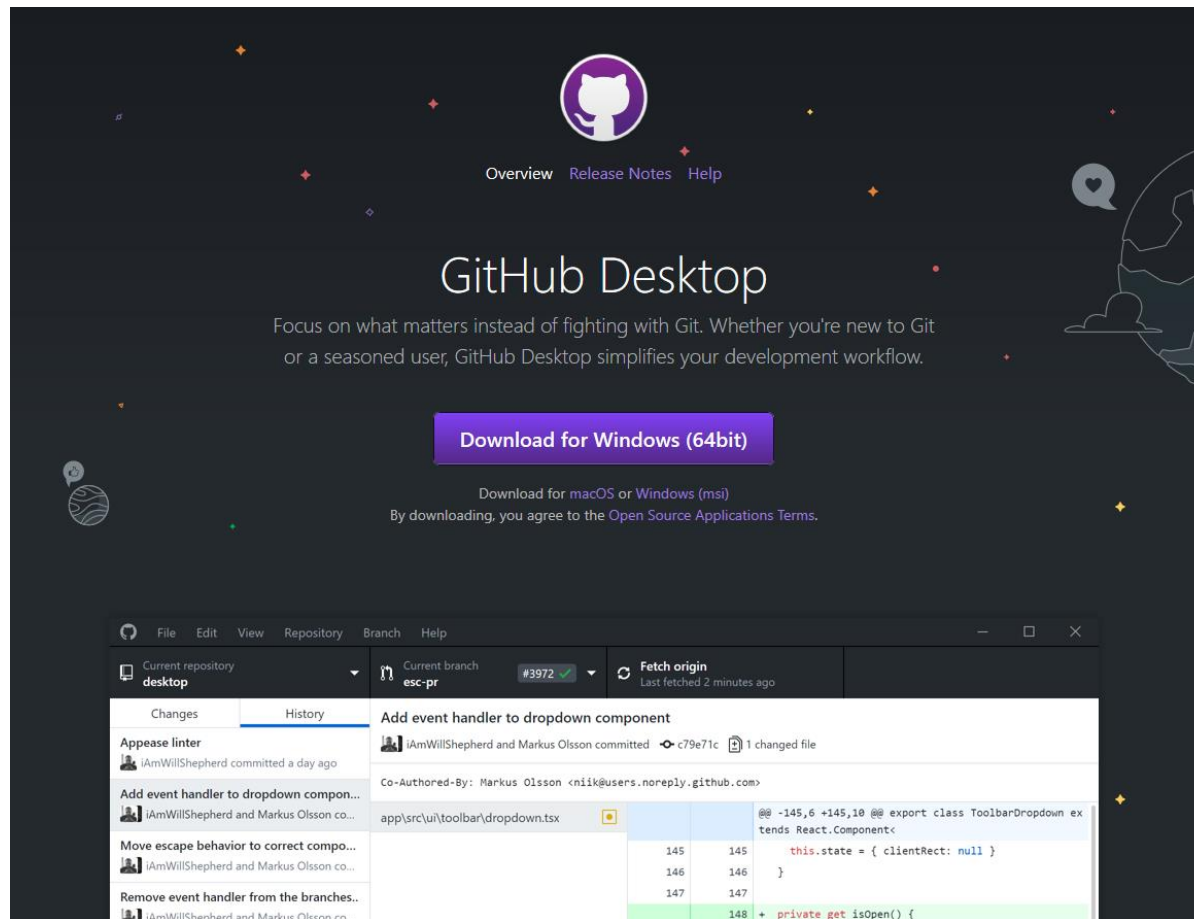 Overview Release Notes Help
GitHub Desktop
Focus on what matters instead of fighting with Git. Whether you're new to Git
or a seasoned user, GitHub Desktop simplifies your development workflow.
Download for Windows (64bit)
Download for macOS or Windows (msi)
By downloading, you agree to the Open Source Applications Terms.
File Edit View Repository Branch Help
Current repository
desktop
Current branch
esc-pr
#3972
Fetch origin
Last fetched 2 minutes ago
Changes History
Appease linter
iAmWillShepherd committed a day ago
Add event handler to dropdown compon...
iAmWillShepherd and Markus Olsson co...
Move escape behavior to correct compo...
iAmWillShepherd and Markus Olsson co...
Remove event handler from the branches..
iAmWillShepherd and Markus Olsson co...
Add event handler to dropdown component
iAmWillShepherd and Markus Olsson committed c79e71c 1 changed file
Co-Authored-By: Markus Olsson <niik@users.noreply.github.com>
app\src\ui\toolbar\dropdown.tsx
@@ -145,6 +145,10 @@ export class ToolbarDropdown ex
tends React.Component<
145 145 this.state = { clientRect: null }
146 146 }
147 147
148 + private get isOpen() {